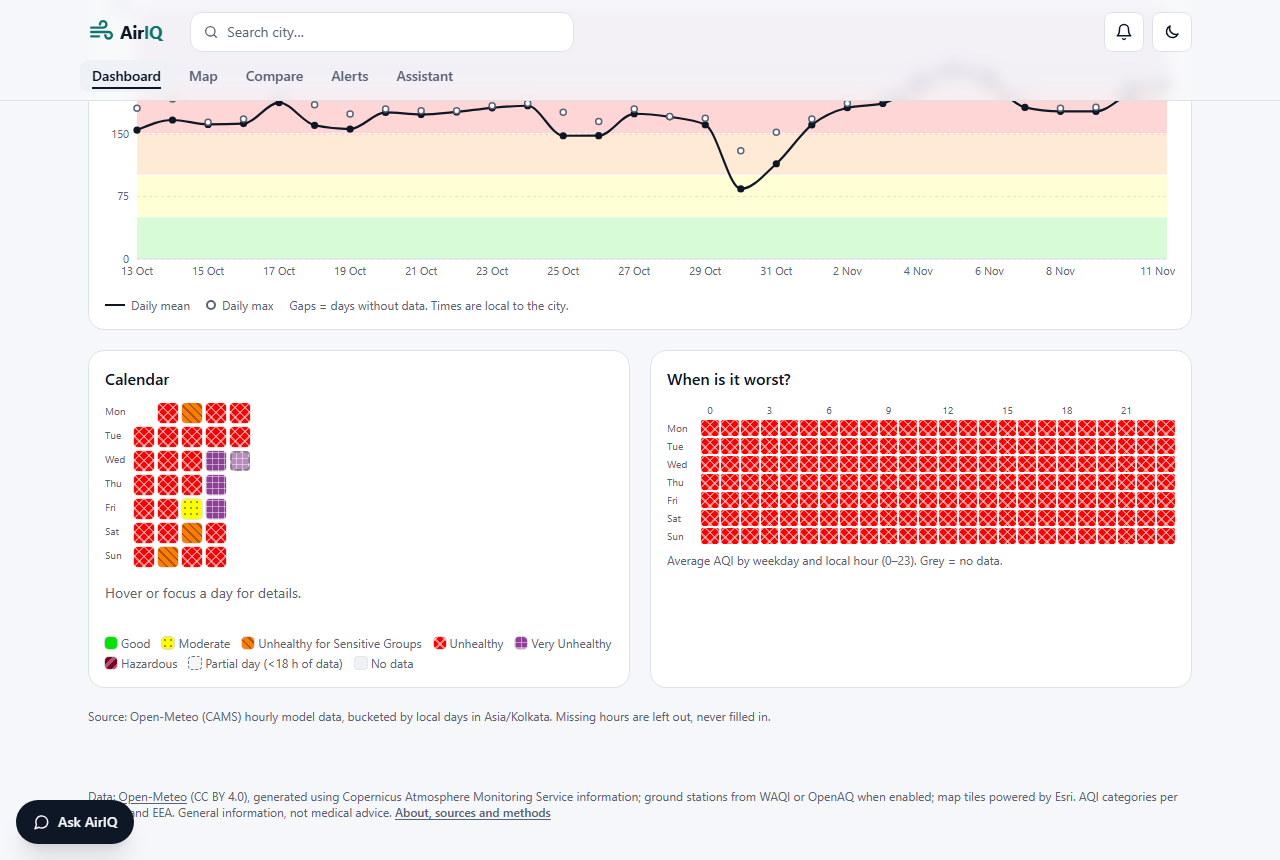 AirIQ
Search city...
Dashboard Map Compare Alerts Assistant
150
75
0
13 Oct 15 Oct 17 Oct 19 Oct 21 Oct 23 Oct 25 Oct 27 Oct 29 Oct 31 Oct 2 Nov 4 Nov 6 Nov 8 Nov 11 Nov
Daily mean Daily max Gaps = days without data. Times are local to the city.
Calendar
Mon
Tue
Wed
Thu
Fri
Sat
Sun
Hover or focus a day for details.
Good Moderate Unhealthy for Sensitive Groups Unhealthy Very Unhealthy
Hazardous Partial day (<18 h of data) No data
When is it worst?
0 3 6 9 12 15 18 21
Mon
Tue
Wed
Thu
Fri
Sat
Sun
Average AQI by weekday and local hour (0–23). Grey = no data.
Source: Open-Meteo (CAMS) hourly model data, bucketed by local days in Asia/Kolkata. Missing hours are left out, never filled in.
Data: Open-Meteo (CC BY 4.0), generated using Copernicus Atmosphere Monitoring Service information; ground stations from WAQI or OpenAQ when enabled; map tiles powered by Esri. AQI categories per
and EEA. General information, not medical advice. About, sources and methods
Ask AirIQ